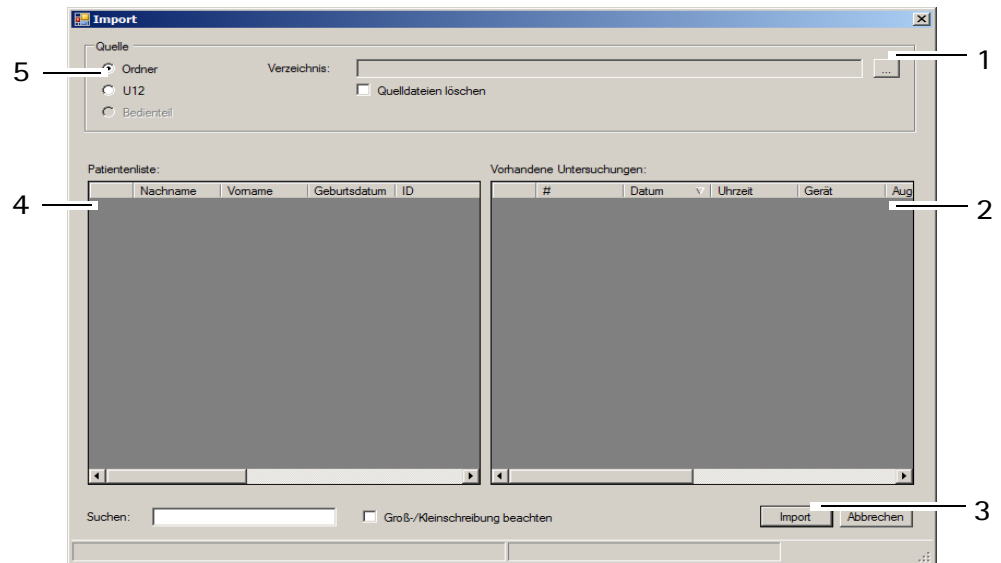 Import
Quelle
1
5 Ordner Verzeichnis: ...
U12 Quelldateien löschen
Bedienteil
Patientenliste: Vorhandene Untersuchungen:
Nachname Vorname Geburtsdatum ID # Datum Uhrzeit Gerät Aug
4 2
Suchen: Groß-/Kleinschreibung beachten Import Abbrechen 3